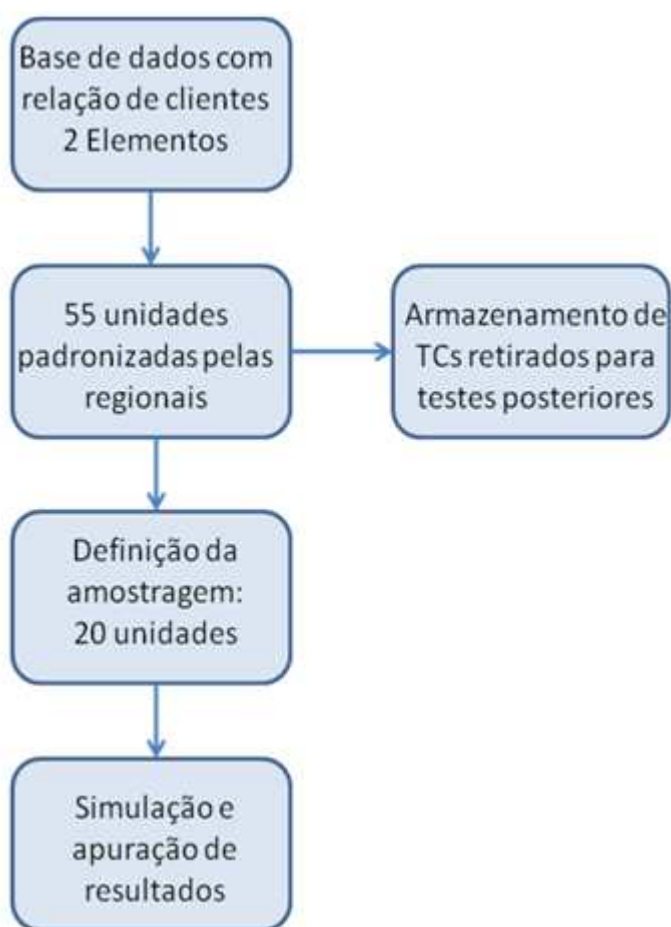 Base de dados com
relação de clientes
2 Elementos
55 unidades
padronizadas pelas
regionais
Armazenamento de
TCs retirados para
testes posteriores
Definição da
amostragem:
20 unidades
Simulação e
apuração de
resultados